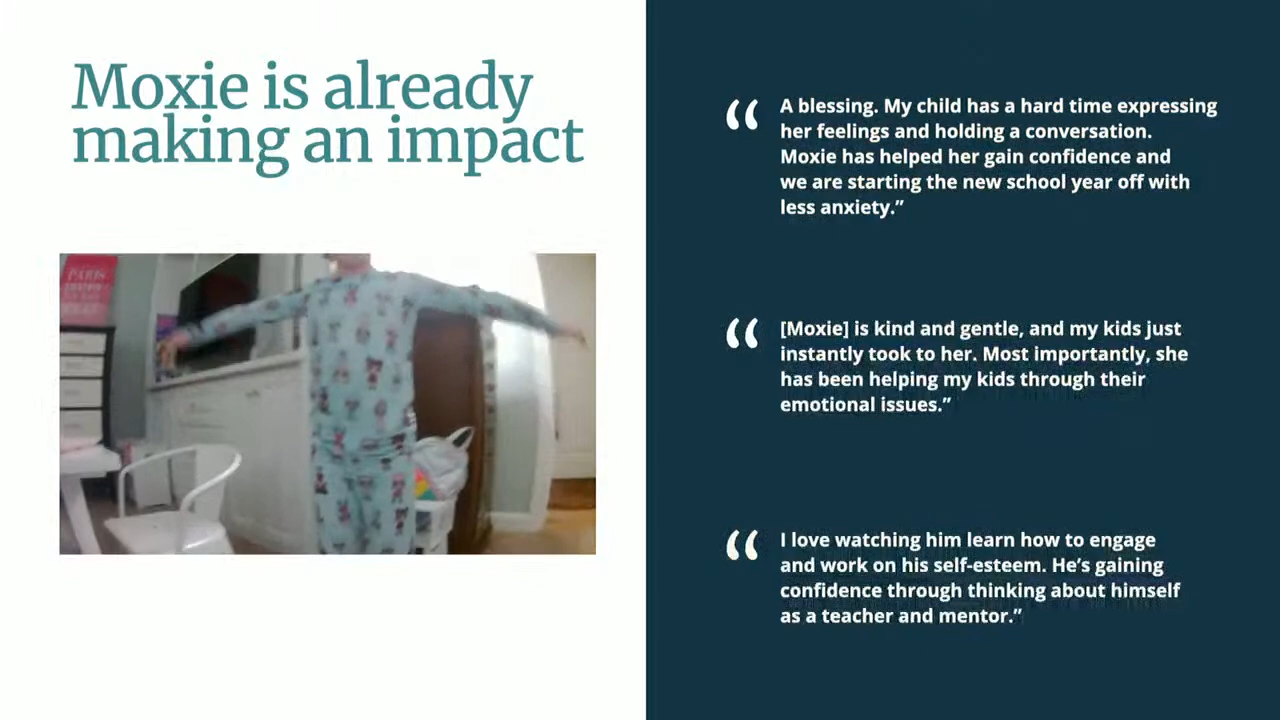 Moxie is already
making an impact
“ A blessing. My child has a hard time expressing
her feelings and holding a conversation.
Moxie has helped her gain confidence and
we are starting the new school year off with
less anxiety.”
“ [Moxie] is kind and gentle, and my kids just
instantly took to her. Most importantly, she
has been helping my kids through their
emotional issues.”
“ I love watching him learn how to engage
and work on his self-esteem. He’s gaining
confidence through thinking about himself
as a teacher and mentor.”